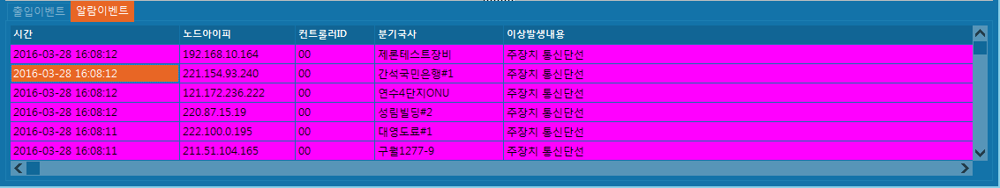 출입이벤트 알람이벤트
시간 노드아이피 컨트롤러ID 분기국사 이상발생내용
2016-03-28 16:08:12 192.168.10.164 00 제론테스트장비 주장치 통신단선
2016-03-28 16:08:12 221.154.93.240 00 간석국민은행#1 주장치 통신단선
2016-03-28 16:08:12 121.172.236.222 00 연수4단지ONU 주장치 통신단선
2016-03-28 16:08:12 220.87.15.19 00 성림빌딩#2 주장치 통신단선
2016-03-28 16:08:11 222.100.0.195 00 대영도료#1 주장치 통신단선
2016-03-28 16:08:11 211.51.104.165 00 구월1277-9 주장치 통신단선